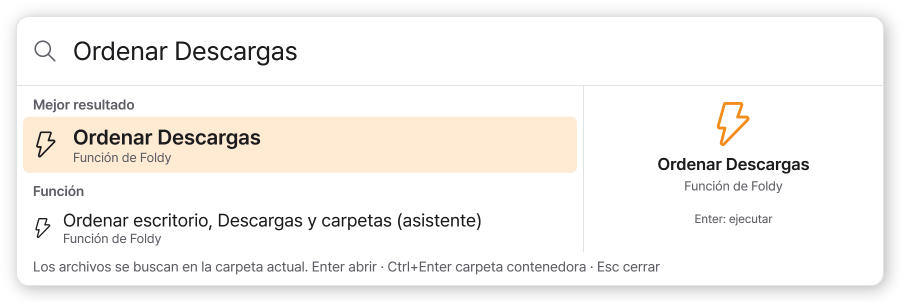 Ordenar Descargas
Mejor resultado
Ordenar Descargas
Función de Foldy
Función
Ordenar escritorio, Descargas y carpetas (asistente)
Función de Foldy
Ordenar Descargas
Función de Foldy
Enter: ejecutar
Los archivos se buscan en la carpeta actual. Enter abrir · Ctrl+Enter carpeta contenedora · Esc cerrar